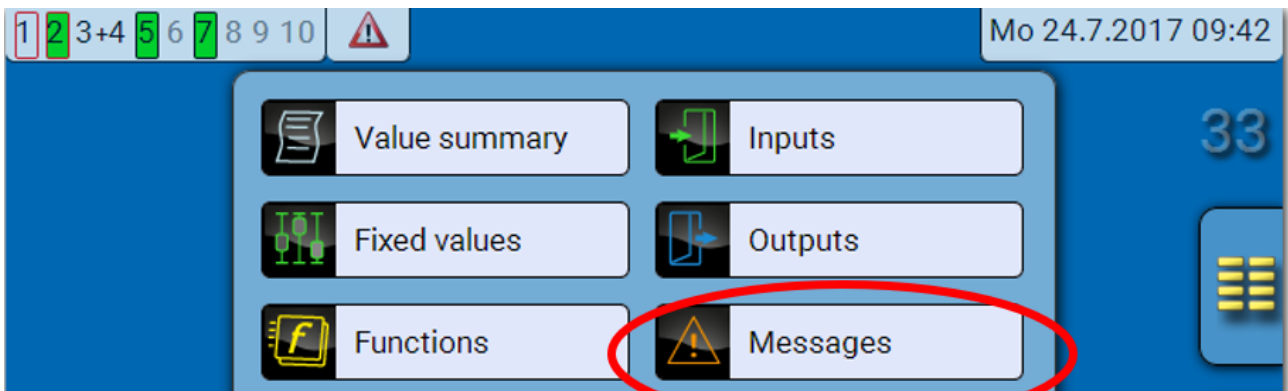 1 2 3+4 5 6 7 8 9 10
Mo 24.7.2017 09:42
Value summary
Inputs
33
Fixed values
Outputs
Functions
Messages